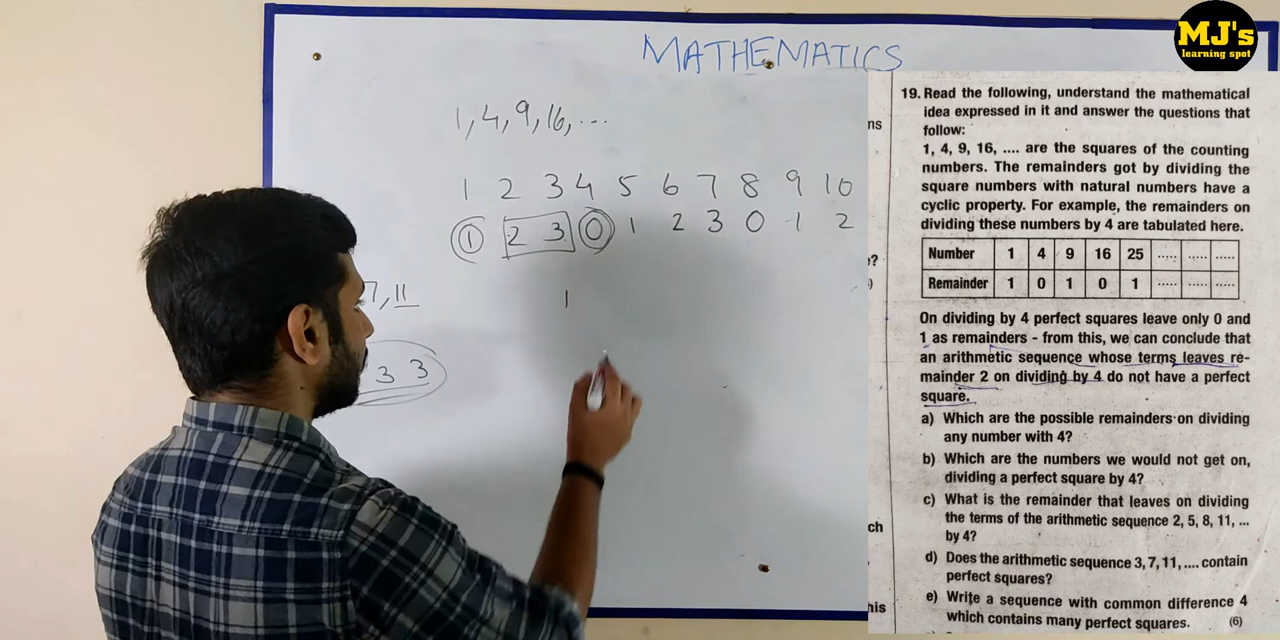 MATHEMATICS
MJ's
learning spot
1, 4, 9, 16, ...
1 2 3 4 5 6 7 8 9 10
1 2 3 0 1 2 3 0 1 2
7, 11
1
3 3
ns
?
)
ch
his
19. Read the following, understand the mathematical
idea expressed in it and answer the questions that
follow:
1, 4, 9, 16, .... are the squares of the counting
numbers. The remainders got by dividing the
square numbers with natural numbers have a
cyclic property. For example, the remainders on
dividing these numbers by 4 are tabulated here.
Number 1 4 9 16 25 ..... ..... .....
Remainder 1 0 1 0 1 ..... ..... .....
On dividing by 4 perfect squares leave only 0 and
1 as remainders - from this, we can conclude that
an arithmetic sequence whose terms leaves re-
mainder 2 on dividing by 4 do not have a perfect
square.
a) Which are the possible remainders on dividing
any number with 4?
b) Which are the numbers we would not get on,
dividing a perfect square by 4?
c) What is the remainder that leaves on dividing
the terms of the arithmetic sequence 2, 5, 8, 11, ...
by 4?
d) Does the arithmetic sequence 3, 7, 11, .... contain
perfect squares?
e) Write a sequence with common difference 4
which contains many perfect squares. (6)